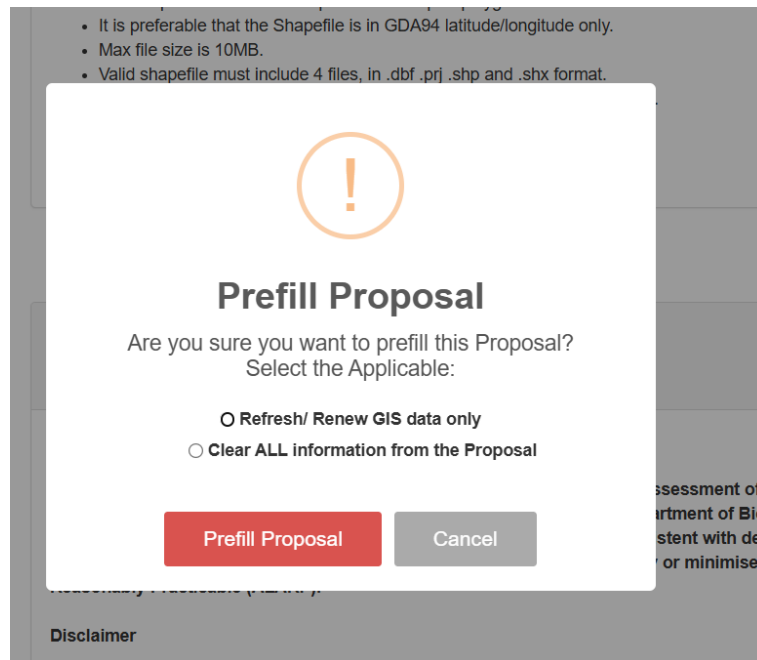 • It is preferable that the Shapefile is in GDA94 latitude/longitude only.
• Max file size is 10MB.
• Valid shapefile must include 4 files, in .dbf .prj .shp and .shx format.
!
Prefill Proposal
Are you sure you want to prefill this Proposal?
Select the Applicable:
Refresh/ Renew GIS data only
Clear ALL information from the Proposal
Prefill Proposal
Cancel
ssessment of
artment of Bi
stent with de
or minimise
Disclaimer